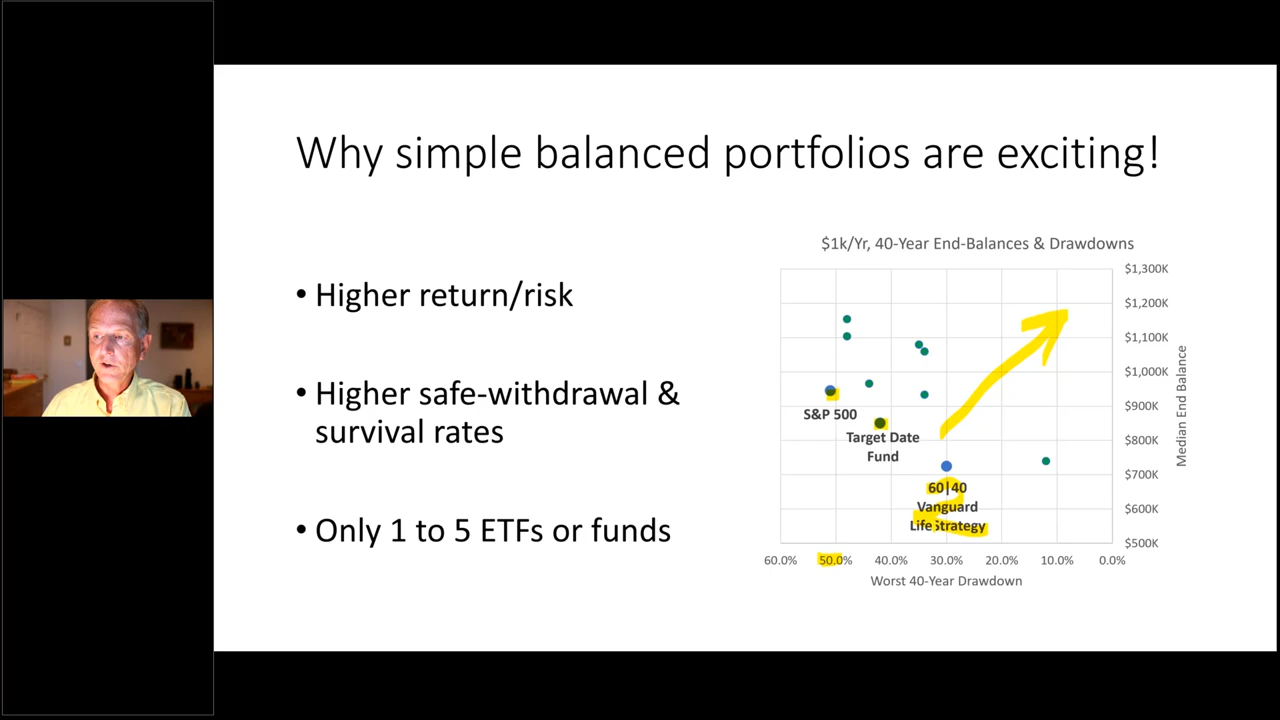 Why simple balanced portfolios are exciting!
• Higher return/risk
• Higher safe-withdrawal &
survival rates
• Only 1 to 5 ETFs or funds
$1k/Yr, 40-Year End-Balances & Drawdowns
$1,300K
$1,200K
$1,100K
$1,000K
$900K
$800K
$700K
$600K
$500K
Median End Balance
S&P 500
Target Date
Fund
60|40
Vanguard
LifeStrategy
60.0% 50.0% 40.0% 30.0% 20.0% 10.0% 0.0%
Worst 40-Year Drawdown